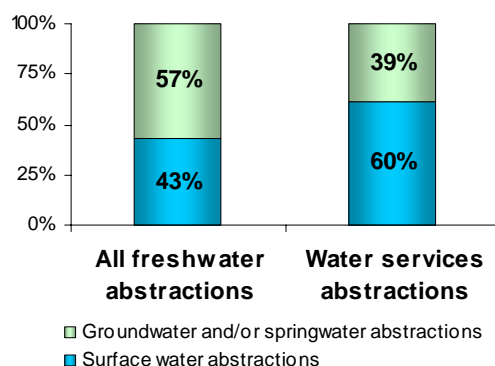 100%
75%
50%
25%
0%
57%
43%
39%
60%
All freshwater
abstractions
Water services
abstractions
Groundwater and/or springwater abstractions
Surface water abstractions